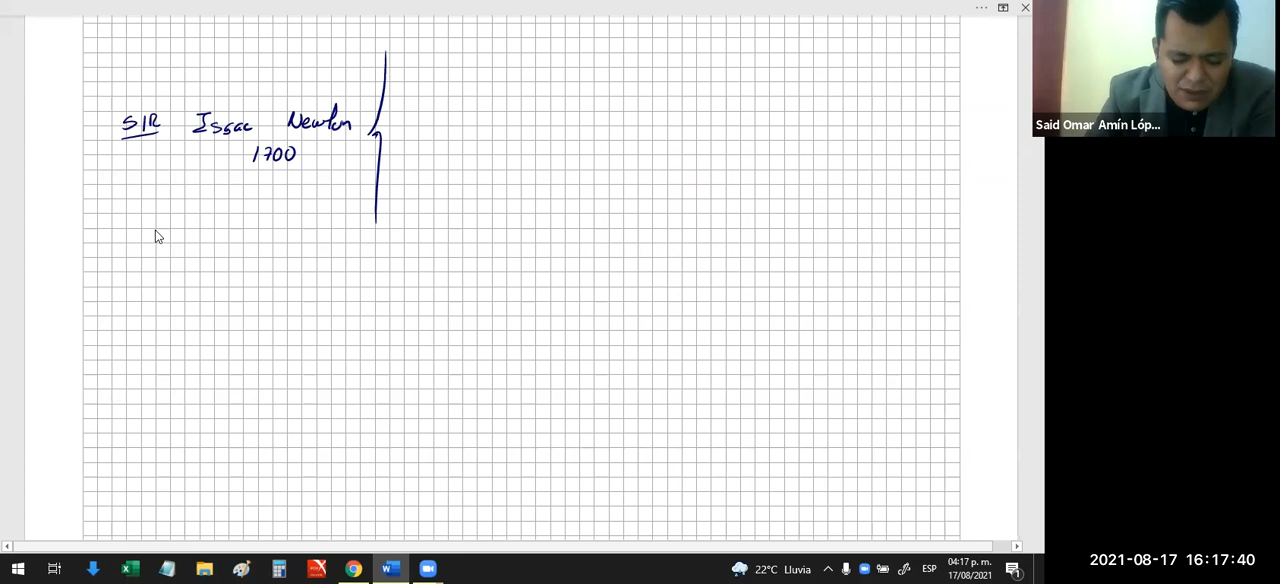 SIR Issac Newton
1700
Said Omar Amín Lóp...
22°C Lluvia
ESP
04:17 p. m.
17/08/2021
1
2021-08-17 16:17:40